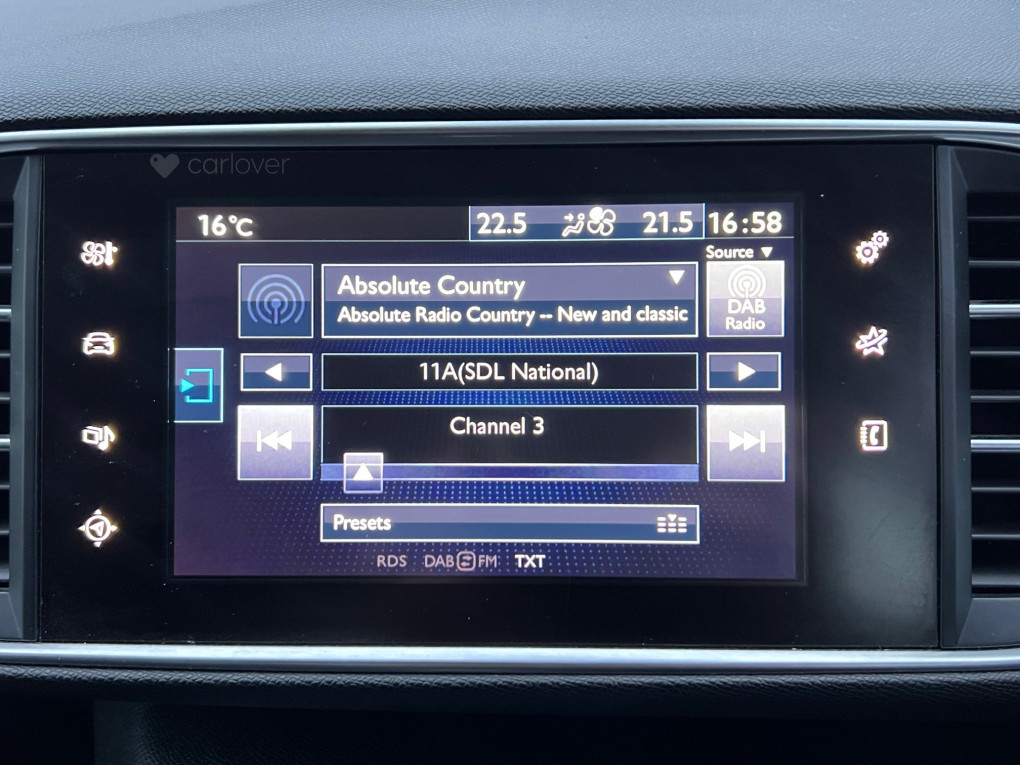 carlover
16°C 22.5 21.5 16:58
Source
Absolute Country
Absolute Radio Country -- New and classic
DAB
Radio
11A(SDL National)
Channel 3
Presets
RDS DAB FM TXT